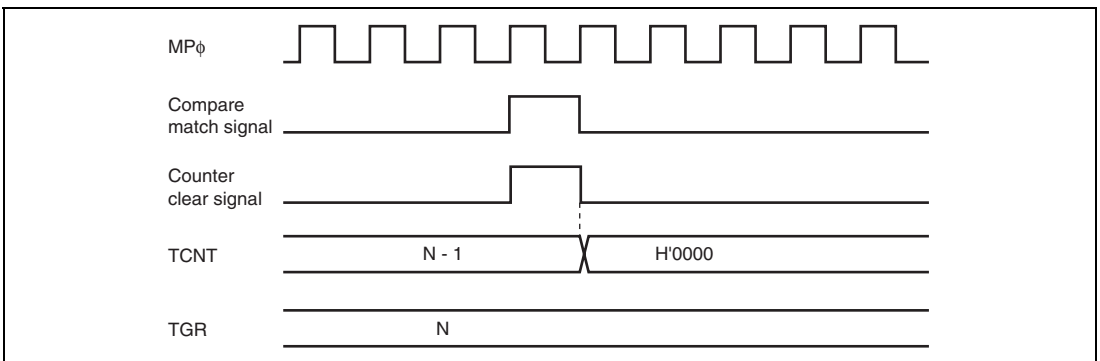 MPϕ
Compare
match signal
Counter
clear signal
TCNT
N - 1
H'0000
TGR
N